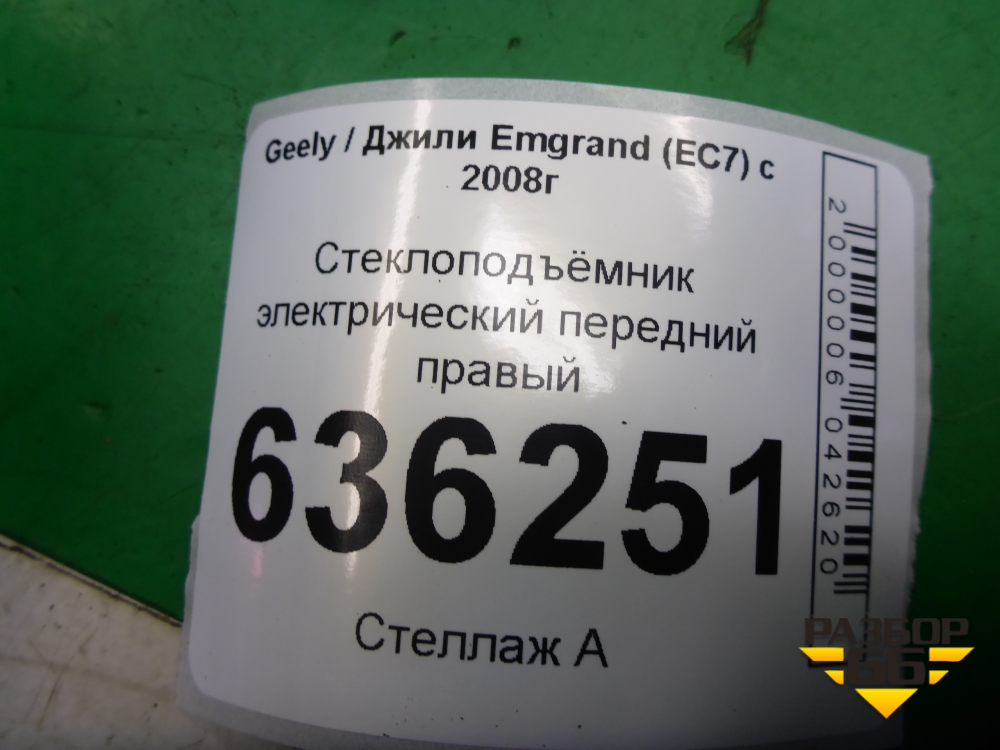 Geely / Джили Emgrand (EC7) с
2008г
Стеклоподъёмник
электрический передний
правый
636251
Стеллаж А
2000006042620
РАЗБОР
66